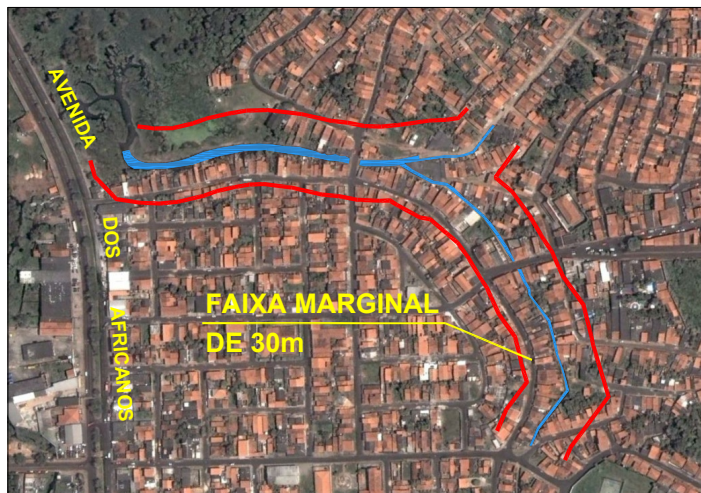 AVENIDA
DOS
AFRICANOS
FAIXA MARGINAL
DE 30m